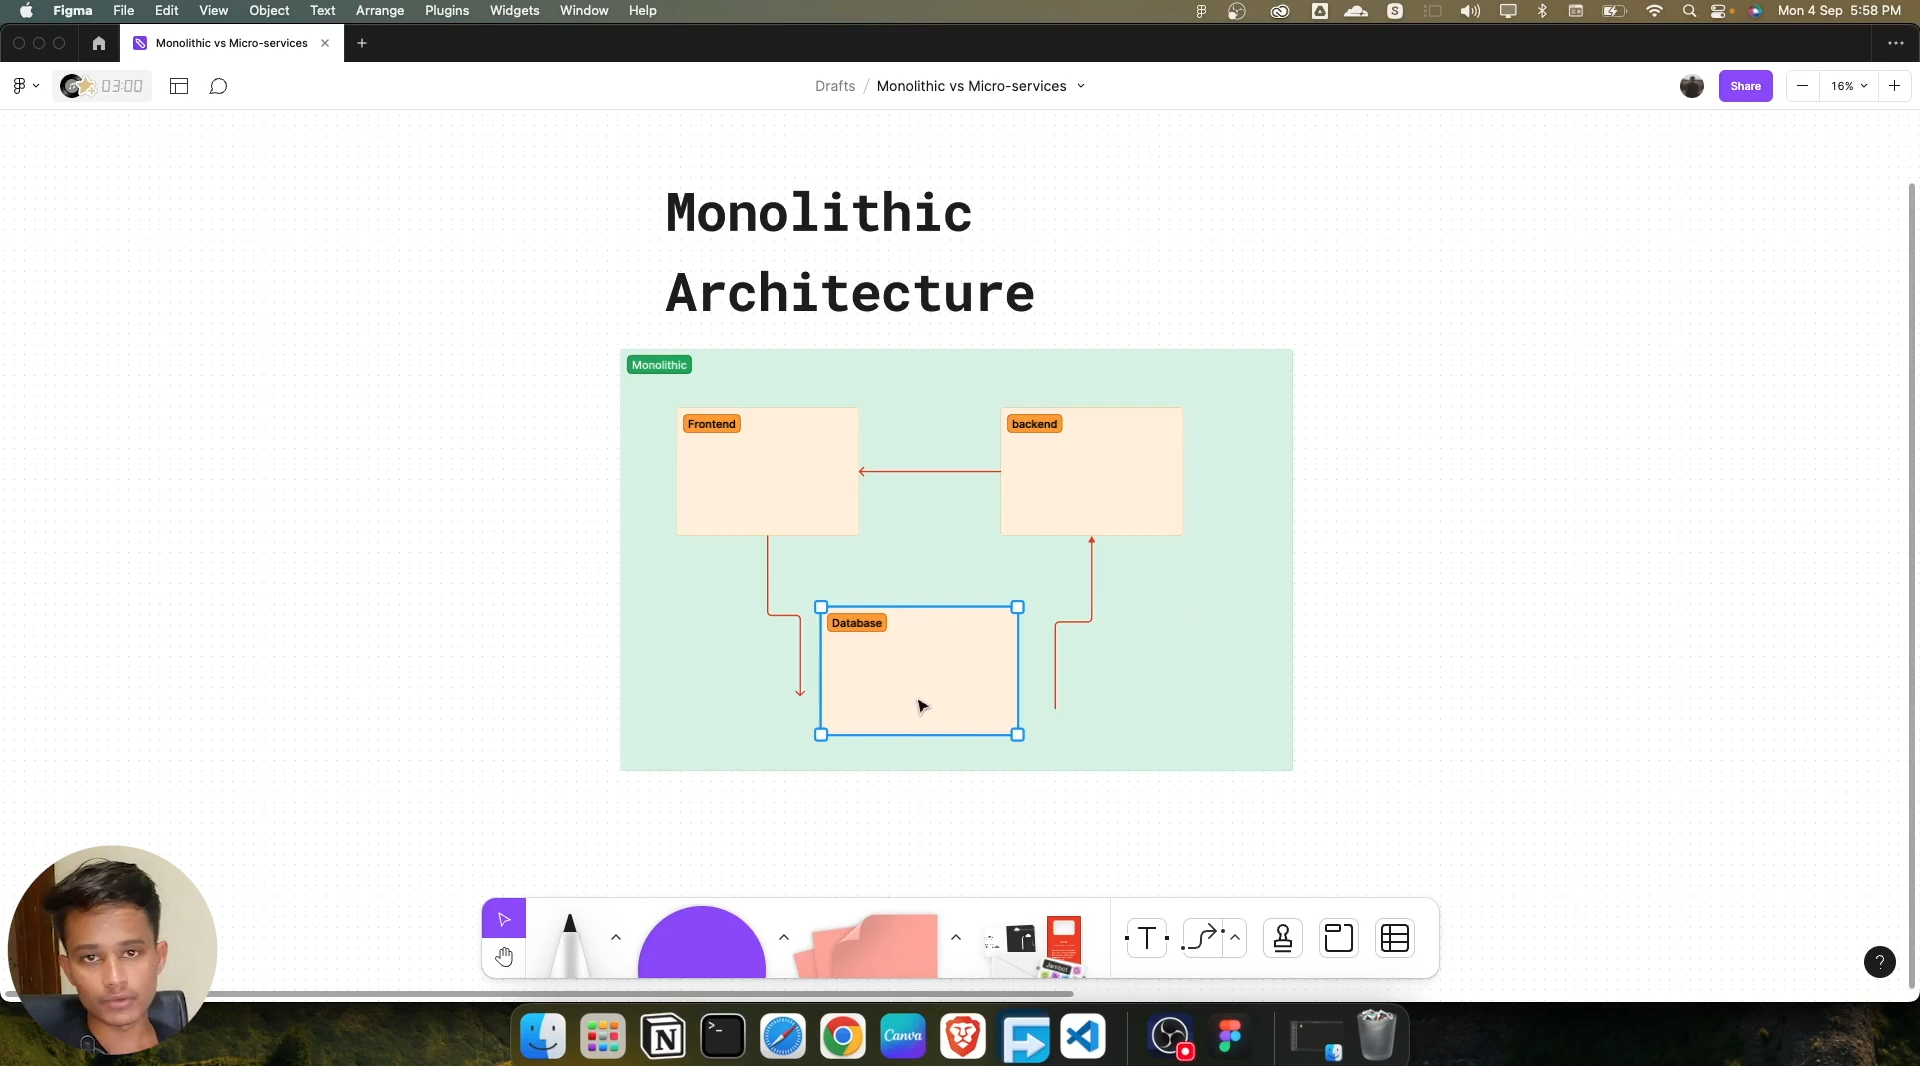 Figma File Edit View Object Text Arrange Plugins Widgets Window Help
Mon 4 Sep 5:58 PM
Monolithic vs Micro-services
03:00
Drafts / Monolithic vs Micro-services
Share
16%
Monolithic
Architecture
Monolithic
Frontend
backend
Database
T
?
Canva